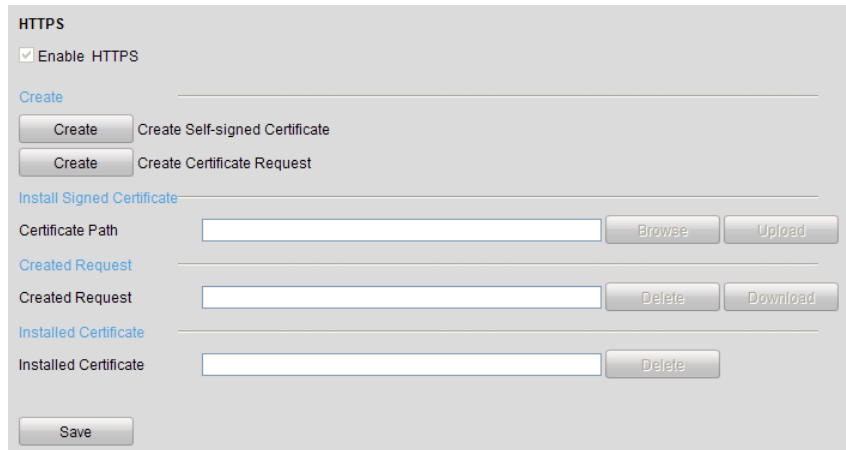 HTTPS
Enable HTTPS
Create
Create Create Self-signed Certificate
Create Create Certificate Request
Install Signed Certificate
Certificate Path Browse Upload
Created Request
Created Request Delete Download
Installed Certificate
Installed Certificate Delete
Save